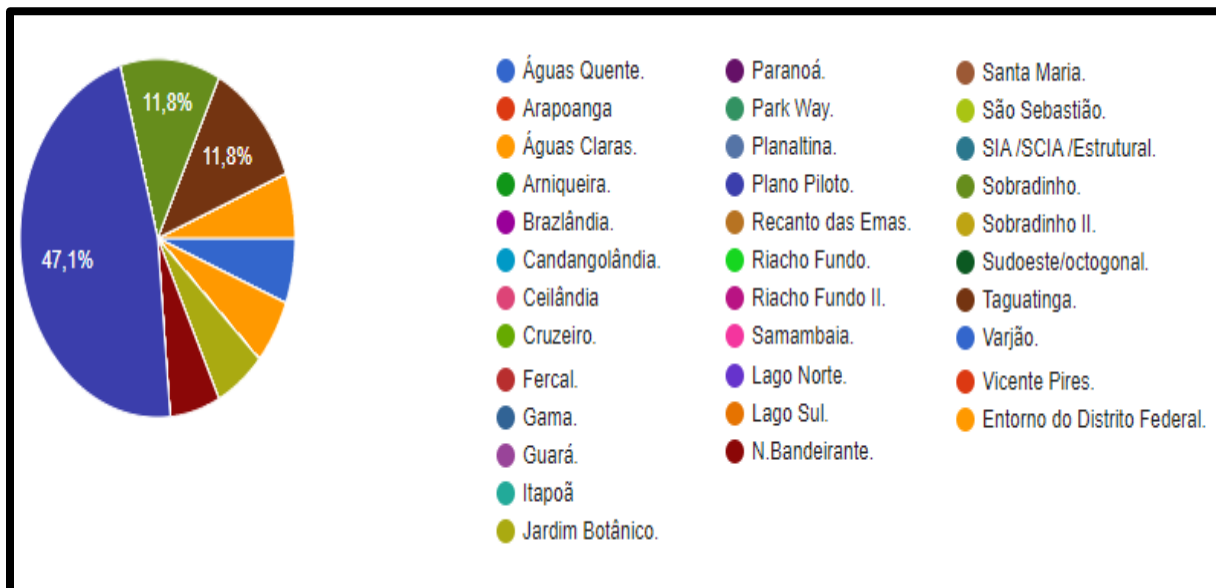 11,8%
11,8%
47,1%
Águas Quente.
Arapoanga
Águas Claras.
Arniqueira.
Brazlândia.
Candangolândia.
Ceilândia
Cruzeiro.
Fercal.
Gama.
Guará.
Itapoã
Jardim Botânico.
Paranoá.
Park Way.
Planaltina.
Plano Piloto.
Recanto das Emas.
Riacho Fundo.
Riacho Fundo II.
Samambaia.
Lago Norte.
Lago Sul.
N.Bandeirante.
Santa Maria.
São Sebastião.
SIA /SCIA /Estrutural.
Sobradinho.
Sobradinho II.
Sudoeste/octogonal.
Taguatinga.
Varjão.
Vicente Pires.
Entorno do Distrito Federal.